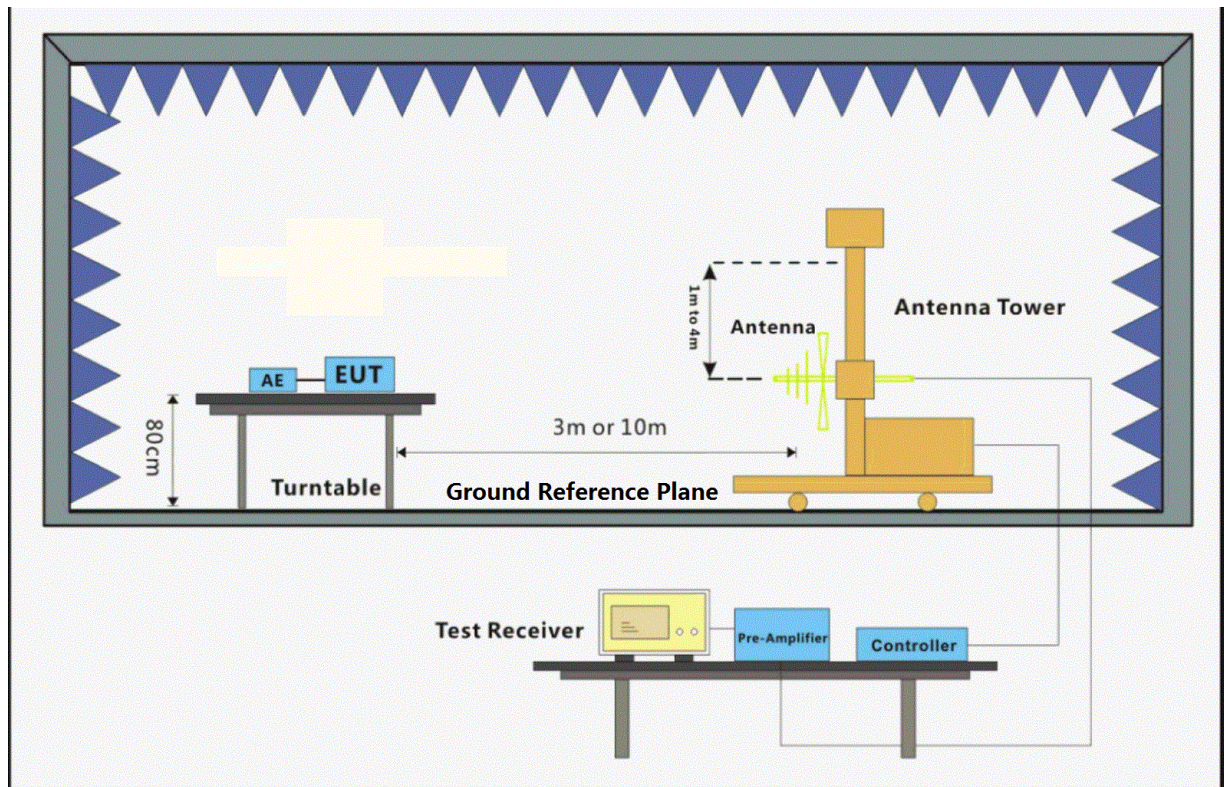 1m to 4m
Antenna
Antenna Tower
AE
EUT
80cm
3m or 10m
Turntable
Ground Reference Plane
Test Receiver
Pre-Amplifier
Controller